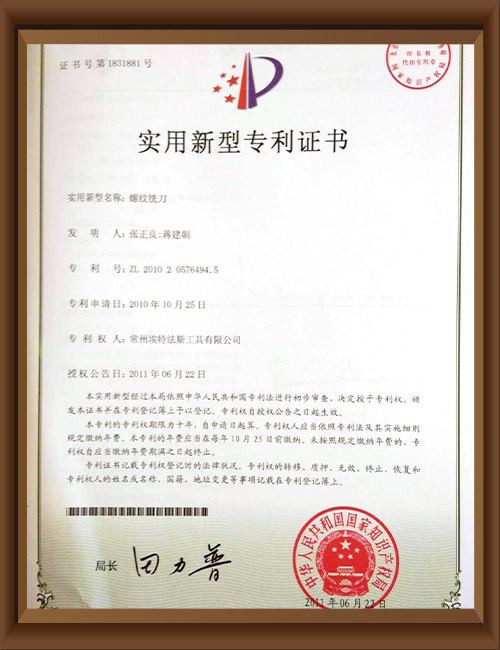 证书号第1831881号
印花税
代扣专用章
国家知识产权局
实用新型专利证书
实用新型名称：螺纹铣刀
发 明 人：张正良;蒋建朝
专 利 号：ZL 2010 2 0576494.5
专利申请日：2010年10月25日
专 利 权 人：常州埃特法斯工具有限公司
授权公告日：2011年06月22日
本实用新型经过本局依照中华人民共和国专利法进行初步审查，决定授予专利权，颁
发本证书并在专利登记簿上予以登记。专利权自授权公告之日起生效。
本专利的专利权期限为十年，自申请日起算。专利权人应当依照专利法及其实施细则
规定缴纳年费。本专利的年费应当在每年10月25日前缴纳。未按照规定缴纳年费的，专
利权自应当缴纳年费期满之日起终止。
专利证书记载专利权登记时的法律状况。专利权的转移、质押、无效、终止、恢复和
专利权人的姓名或名称、国籍、地址变更等事项记载在专利登记簿上。
局长 田力普
中华人民共和国国家知识产权局
2011年06月22日